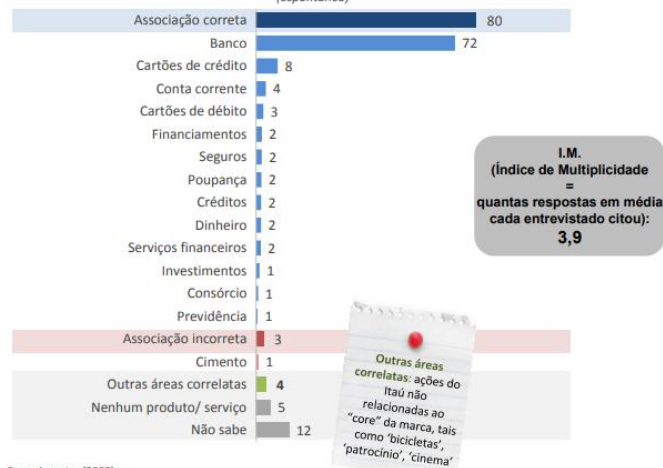 Associação correta 80
Banco 72
Cartões de crédito 8
Conta corrente 4
Cartões de débito 3
Financiamentos 2
Seguros 2
Poupança 2
Créditos 2
Dinheiro 2
Serviços financeiros 2
Investimentos 1
Consórcio 1
Previdência 1
Associação incorreta 3
Cimento 1
Outras áreas correlatas 4
Nenhum produto/ serviço 5
Não sabe 12
I.M.
(Índice de Multiplicidade
=
quantas respostas em média
cada entrevistado citou):
3,9
Outras áreas
correlatas: ações do
Itaú não
relacionadas ao
“core” da marca, tais
como ‘bicicletas’,
‘patrocínio’, ‘cinema’